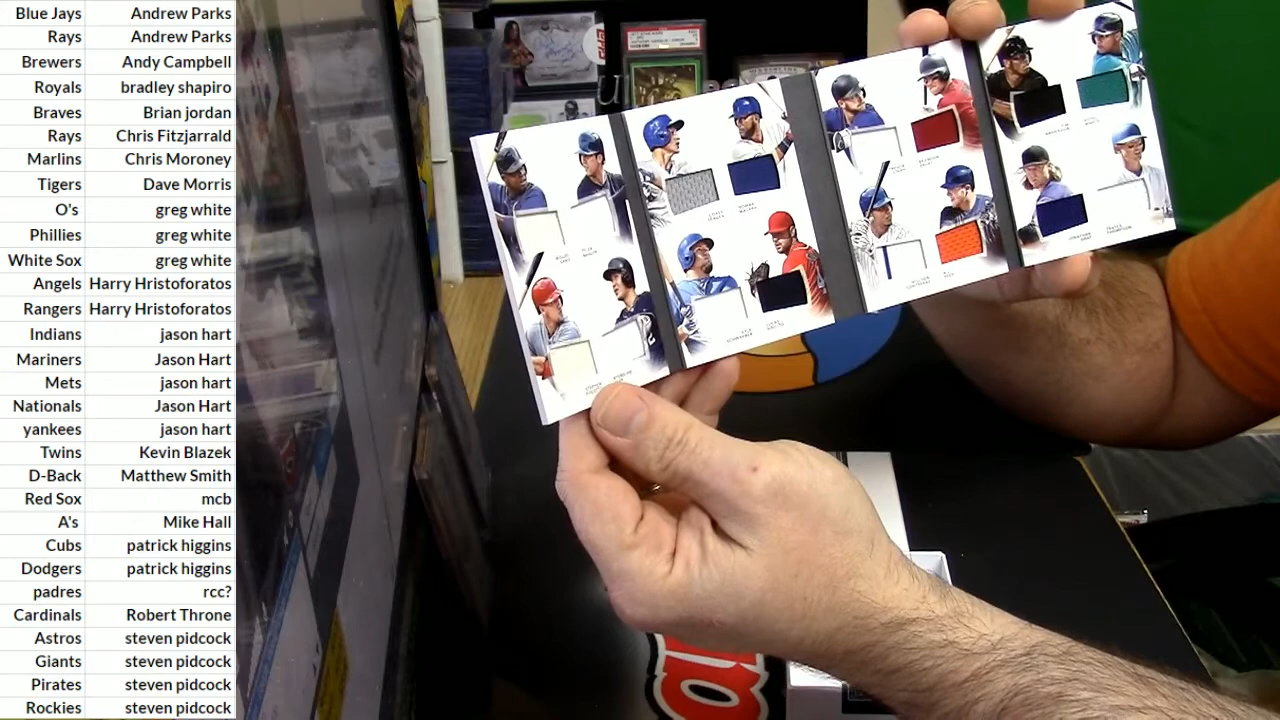 Blue Jays Andrew Parks
Rays Andrew Parks
Brewers Andy Campbell
Royals bradley shapiro
Braves Brian jordan
Rays Chris Fitzjarrald
Marlins Chris Moroney
Tigers Dave Morris
O's greg white
Phillies greg white
White Sox greg white
Angels Harry Hristoforatos
Rangers Harry Hristoforatos
Indians jason hart
Mariners Jason Hart
Mets jason hart
Nationals Jason Hart
yankees jason hart
Twins Kevin Blazek
D-Back Matthew Smith
Red Sox mcb
A's Mike Hall
Cubs patrick higgins
Dodgers patrick higgins
padres rcc?
Cardinals Robert Throne
Astros steven pidcock
Giants steven pidcock
Pirates steven pidcock
Rockies steven pidcock